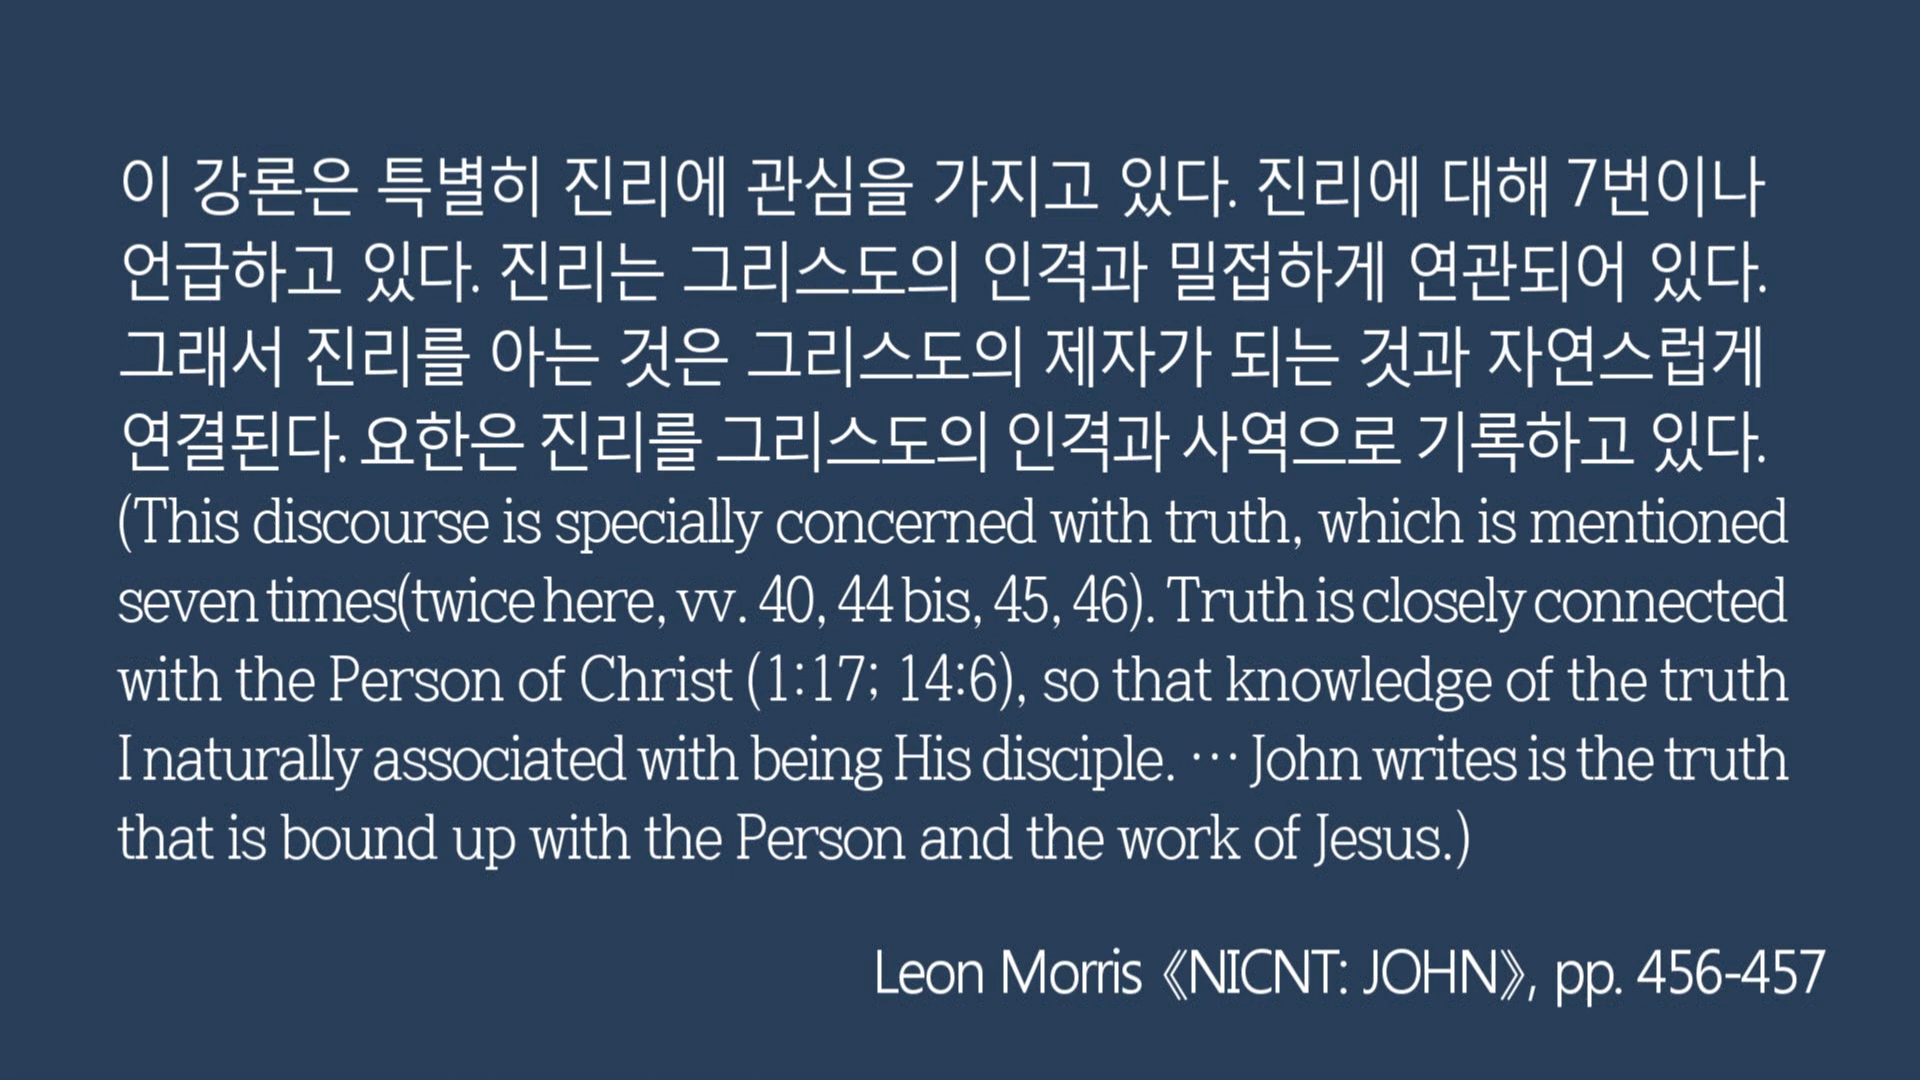 이 강론은 특별히 진리에 관심을 가지고 있다. 진리에 대해 7번이나
언급하고 있다. 진리는 그리스도의 인격과 밀접하게 연관되어 있다.
그래서 진리를 아는 것은 그리스도의 제자가 되는 것과 자연스럽게
연결된다. 요한은 진리를 그리스도의 인격과 사역으로 기록하고 있다.
(This discourse is specially concerned with truth, which is mentioned
seven times(twice here, vv. 40, 44 bis, 45, 46). Truth is closely connected
with the Person of Christ (1:17; 14:6), so that knowledge of the truth
I naturally associated with being His disciple. ⋯ John writes is the truth
that is bound up with the Person and the work of Jesus.)
Leon Morris 《NICNT: JOHN》, pp. 456-457